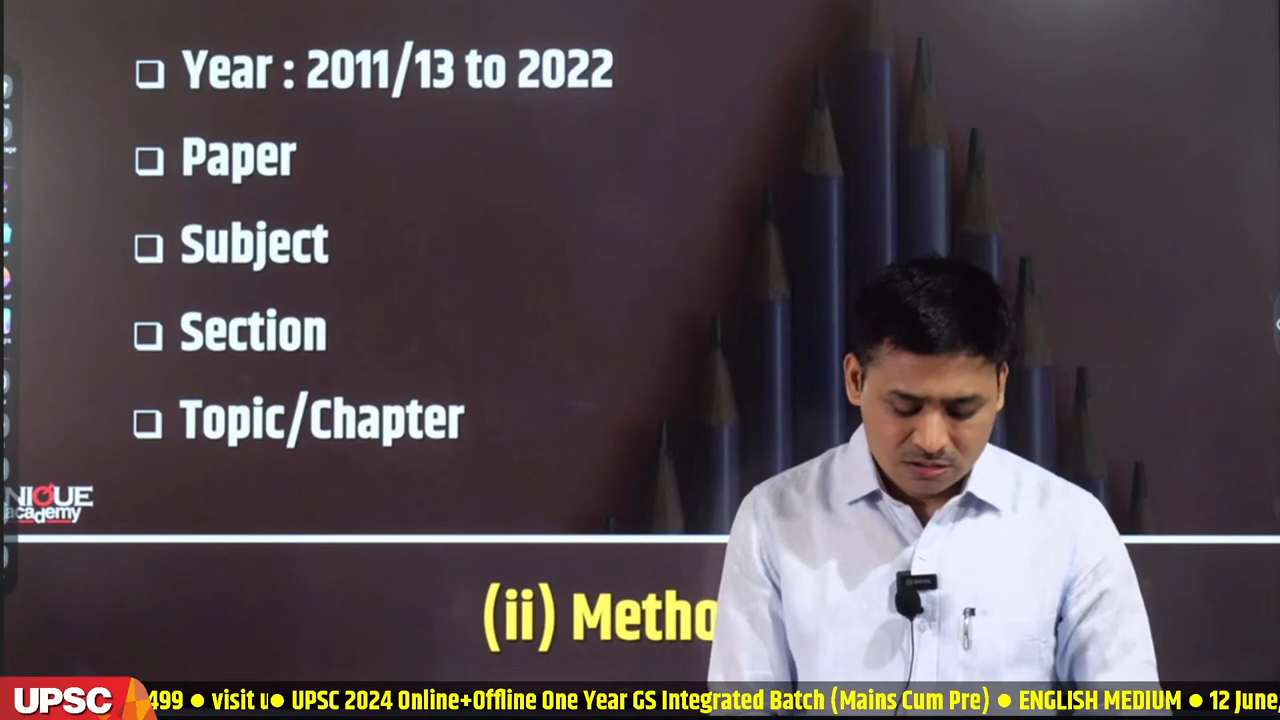 ❑ Year : 2011/13 to 2022
❑ Paper
❑ Subject
❑ Section
❑ Topic/Chapter
NIQUE
academy
(ii) Metho
UPSC 499 ● visit u● UPSC 2024 Online+Offline One Year GS Integrated Batch (Mains Cum Pre) ● ENGLISH MEDIUM ● 12 June,